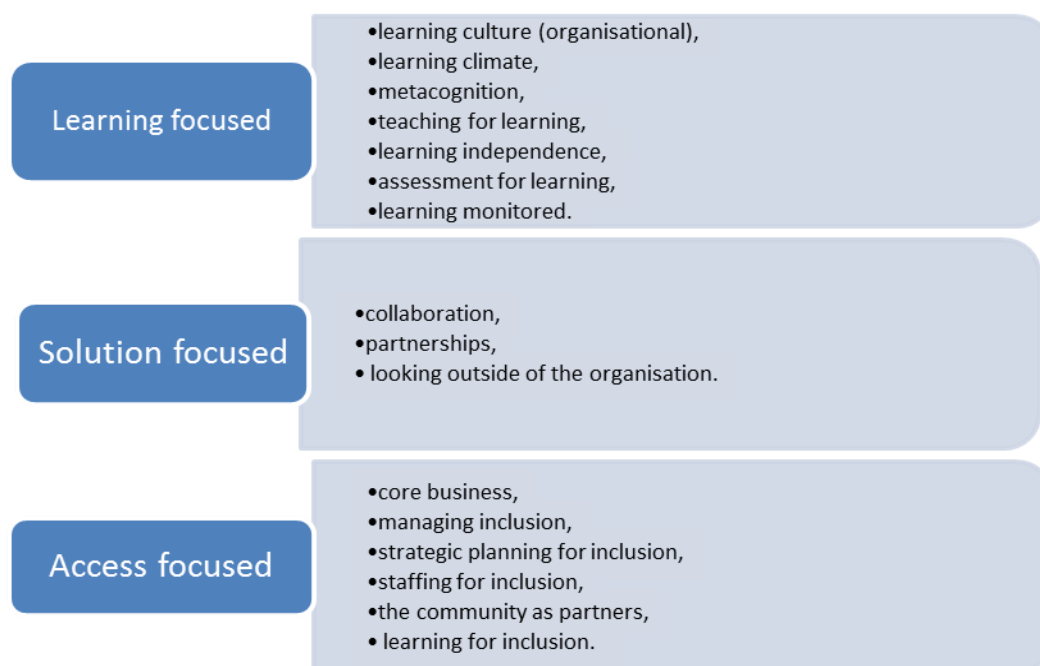 Learning focused
•learning culture (organisational),
•learning climate,
•metacognition,
•teaching for learning,
•learning independence,
•assessment for learning,
•learning monitored.
Solution focused
•collaboration,
•partnerships,
• looking outside of the organisation.
Access focused
•core business,
•managing inclusion,
•strategic planning for inclusion,
•staffing for inclusion,
•the community as partners,
• learning for inclusion.